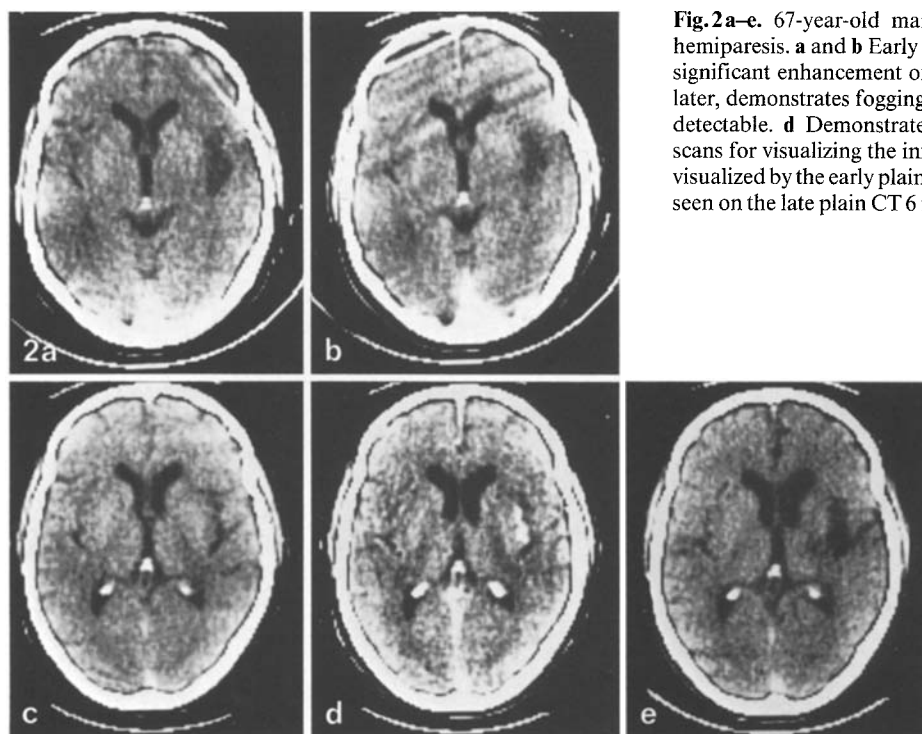 Fig. 2a–e. 67-year-old ma
hemiparesis. a and b Early
significant enhancement o
later, demonstrates fogging
detectable. d Demonstrate
scans for visualizing the in
visualized by the early plain
seen on the late plain CT 6
2a
b
c
d
e